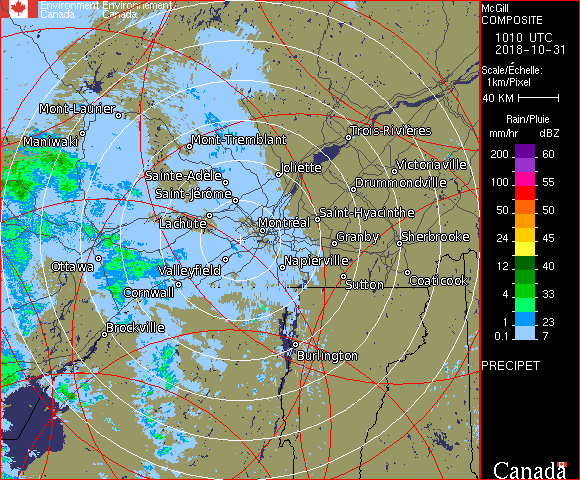 Environment Environnement
Canada Canada
McGill
COMPOSITE
1010 UTC
2018-10-31
Scale/Échelle:
1km/Pixel
40 KM
Rain/Pluie
mm/hr dBZ
200 60
100 55
50 50
45 45
24 45
12 40
8 33
4 23
0.1 7
PRECIPET
Canada
Mont-Laurier
Maniwaki
Mont-Tremblant
Trois-Rivières
Joliette
Victoriaville
Sainte-Adèle
Drummondville
Saint-Jérôme
Saint-Hyacinthe
Lachute
Montréal
Granby
Sherbrooke
Ottawa
Valleyfield
Napierville
Cornwall
Sutton
Coaticook
Brockville
Burlington